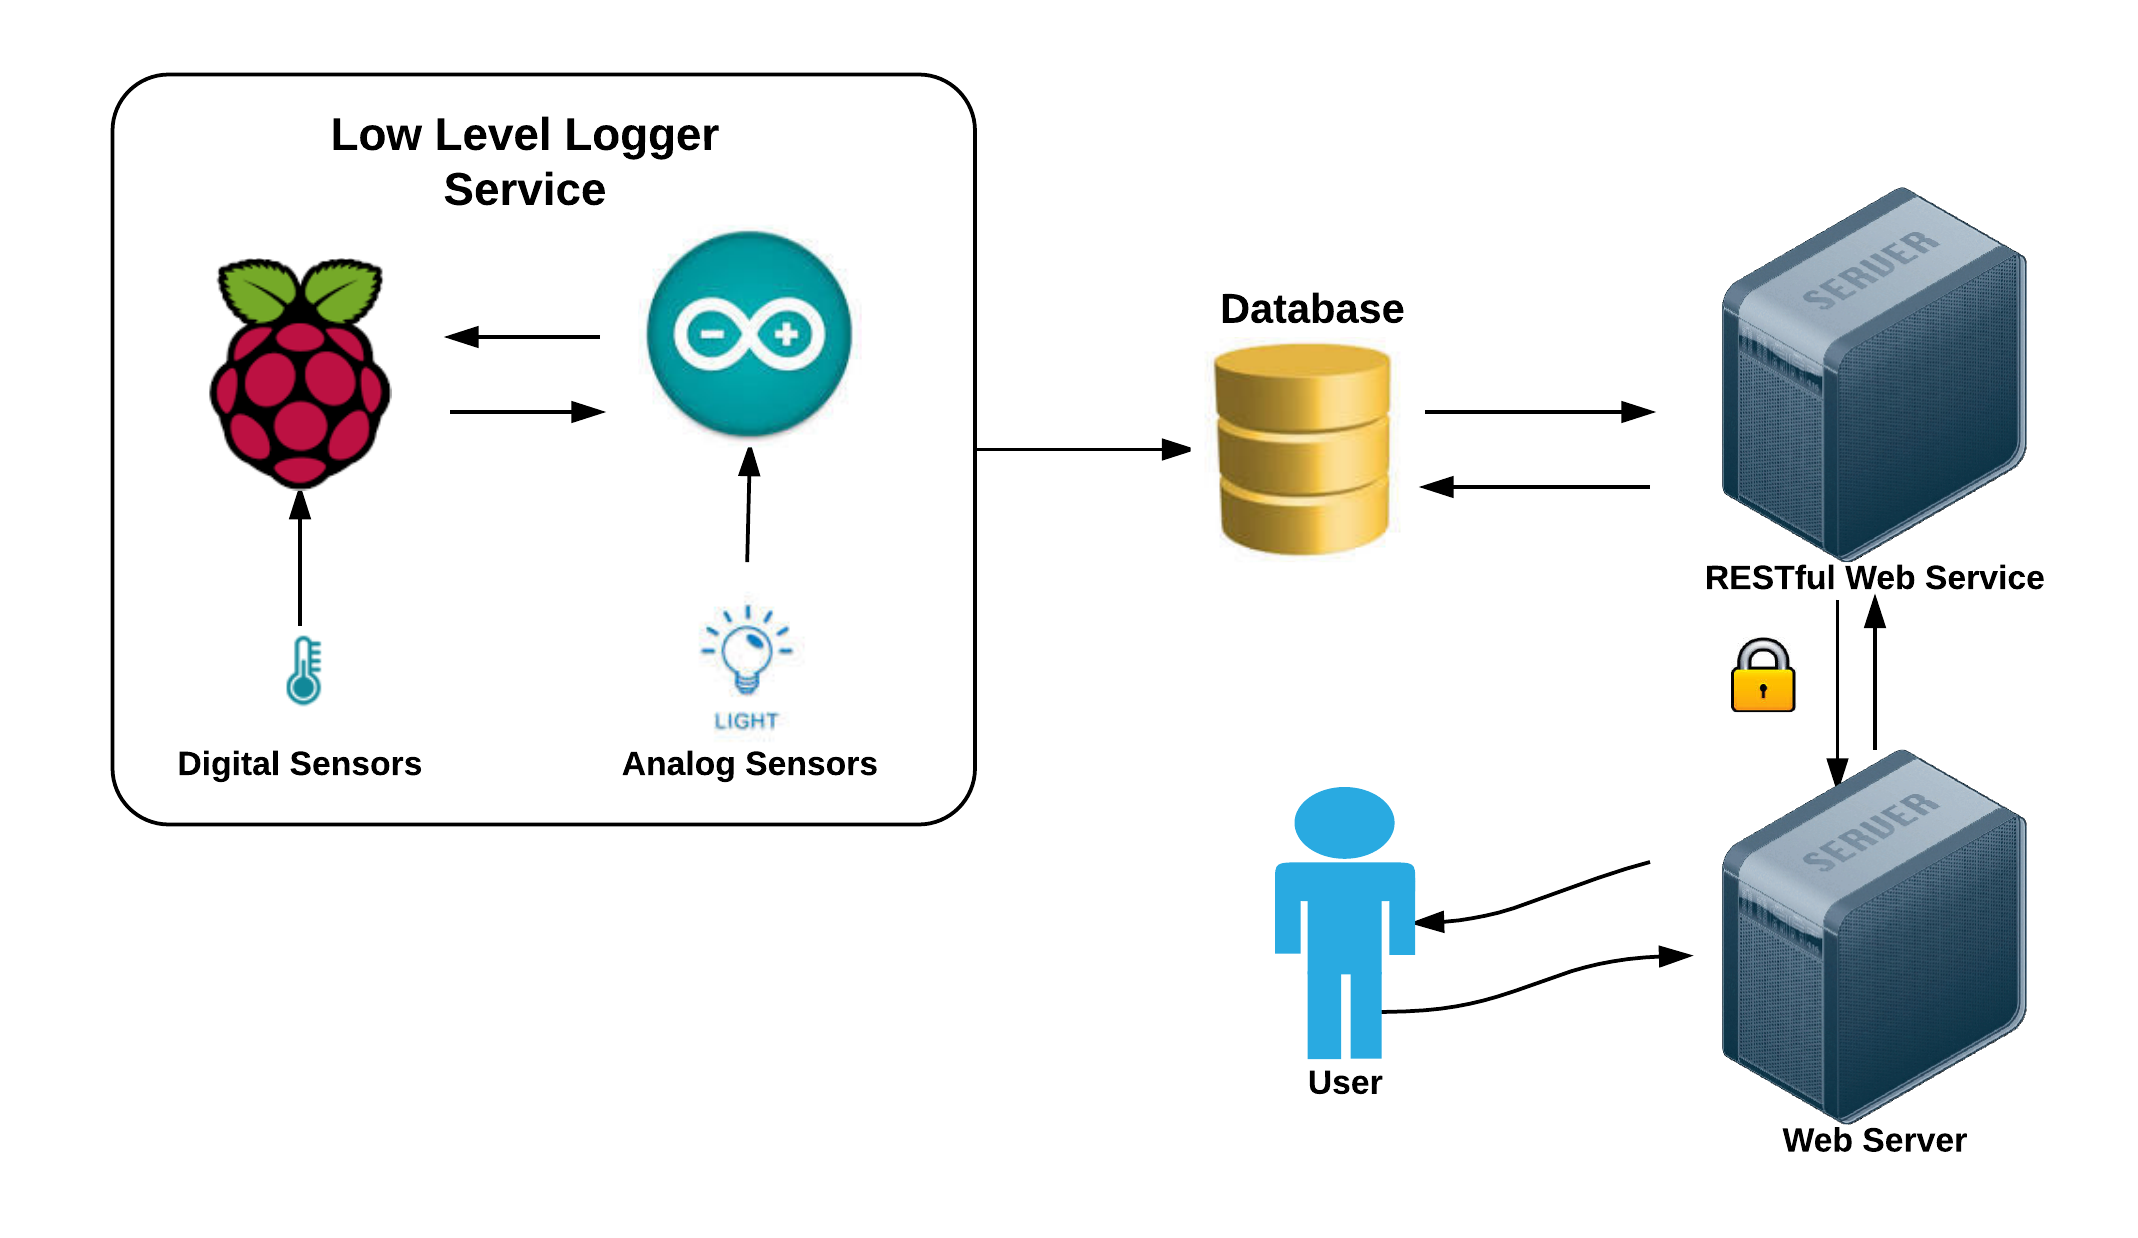 Low Level Logger
Service
Database
SERVER
RESTful Web Service
LIGHT
Digital Sensors
Analog Sensors
SERVER
User
Web Server